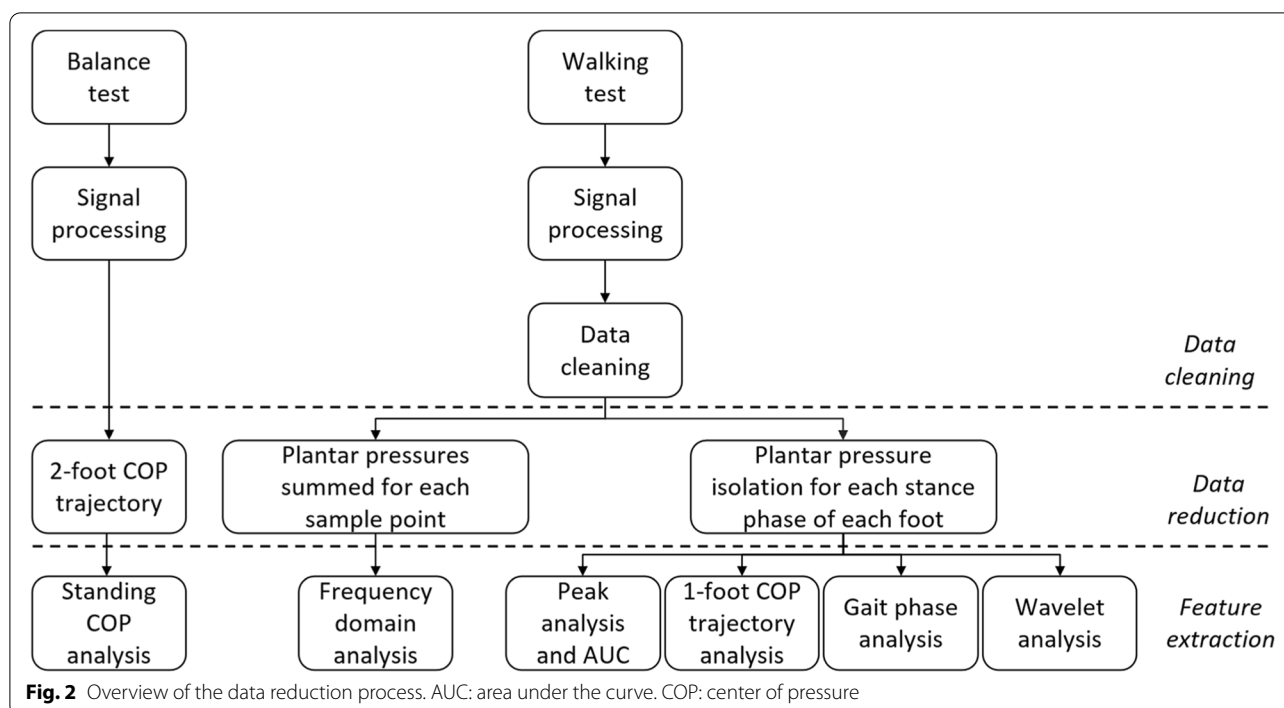 Balance
test
Walking
test
Signal
processing
Signal
processing
Data
cleaning
Data
cleaning
2-foot COP
trajectory
Plantar pressures
summed for each
sample point
Plantar pressure
isolation for each stance
phase of each foot
Data
reduction
Standing
COP
analysis
Frequency
domain
analysis
Peak
analysis
and AUC
1-foot COP
trajectory
analysis
Gait phase
analysis
Wavelet
analysis
Feature
extraction
Fig. 2 Overview of the data reduction process. AUC: area under the curve. COP: center of pressure